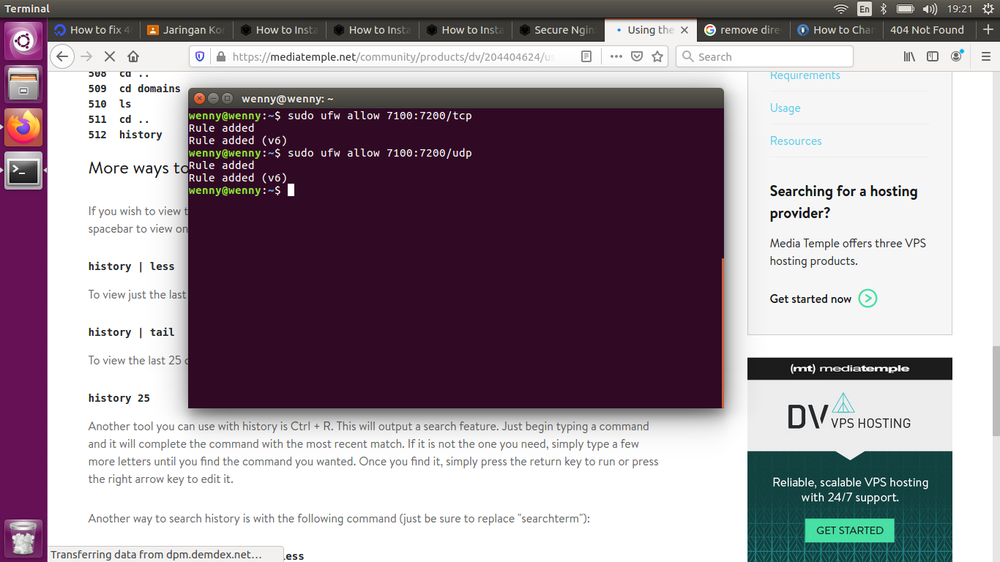 Terminal
En
19:21
How to fix 4
Jaringan Kor
How to Insta
How to Insta
How to Insta
Secure Ngin
Using the
remove dire
How to Char
404 Not Found
https://mediatemple.net/community/products/dv/204404624/us
Search
508 cd ..
509 cd domains
510 ls
511 cd ..
512 history
More ways to
If you wish to view t
spacebar to view on
history | less
To view just the last
history | tail
To view the last 25 c
history 25
Another tool you can use with history is Ctrl + R. This will output a search feature. Just begin typing a command
and it will complete the command with the most recent match. If it is not the one you need, simply type a few
more letters until you find the command you wanted. Once you find it, simply press the return key to run or press
the right arrow key to edit it.
Another way to search history is with the following command (just be sure to replace "searchterm"):
less
Transferring data from dpm.demdex.net…
wenny@wenny: ~
wenny@wenny:~$ sudo ufw allow 7100:7200/tcp
Rule added
Rule added (v6)
wenny@wenny:~$ sudo ufw allow 7100:7200/udp
Rule added
Rule added (v6)
wenny@wenny:~$
Requirements
Usage
Resources
Searching for a hosting
provider?
Media Temple offers three VPS
hosting products.
Get started now
(mt) mediatemple
DV VPS HOSTING
Reliable, scalable VPS hosting
with 24/7 support.
GET STARTED